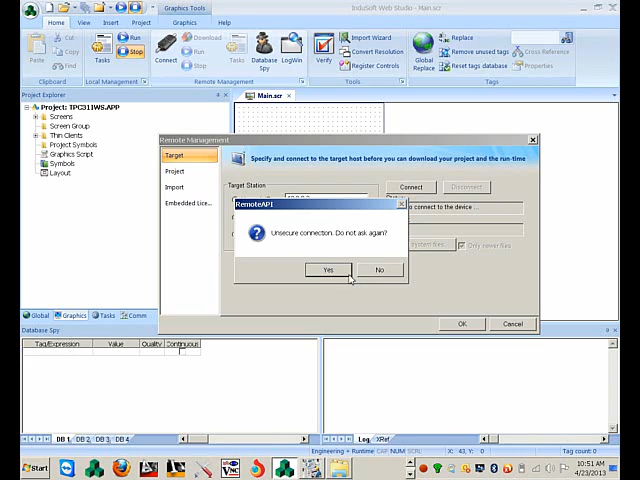 Graphics Tools
InduSoft Web Studio - Main.scr
Home View Insert Project Graphics Help
Paste
Cut
Copy
Find
Clipboard
Tasks
Run
Stop
Local Management
Connect
Download
Run
Stop
Tasks
Database Spy
LogWin
Remote Management
Verify
Import Wizard
Convert Resolution
Register Controls
Tools
Global Replace
Replace
Remove unused tags
Reset tags database
Cross Reference
Properties
Tags
Project Explorer
Main.scr
Project: TPC311WS.APP
Screens
Screen Group
Thin Clients
Project Symbols
Graphics Script
Symbols
Layout
Remote Management
Target
Project
Import
Embedded Lice...
Specify and connect to the target host before you can download your project and the run-time
Target Station
Connect
Disconnect
to connect to the device ...
system files...
Only newer files
RemoteAPI
Unsecure connection. Do not ask again?
Yes
No
OK
Cancel
Global Graphics Tasks Comm
Database Spy
Tag/Expression Value Quality Continuous
DB 1 DB 2 DB 3 DB 4
Log XRef
Engineering + Runtime CAP NUM SCRL X: 43, Y: 0 Tag count: 0
Start
10:51 AM
4/23/2013